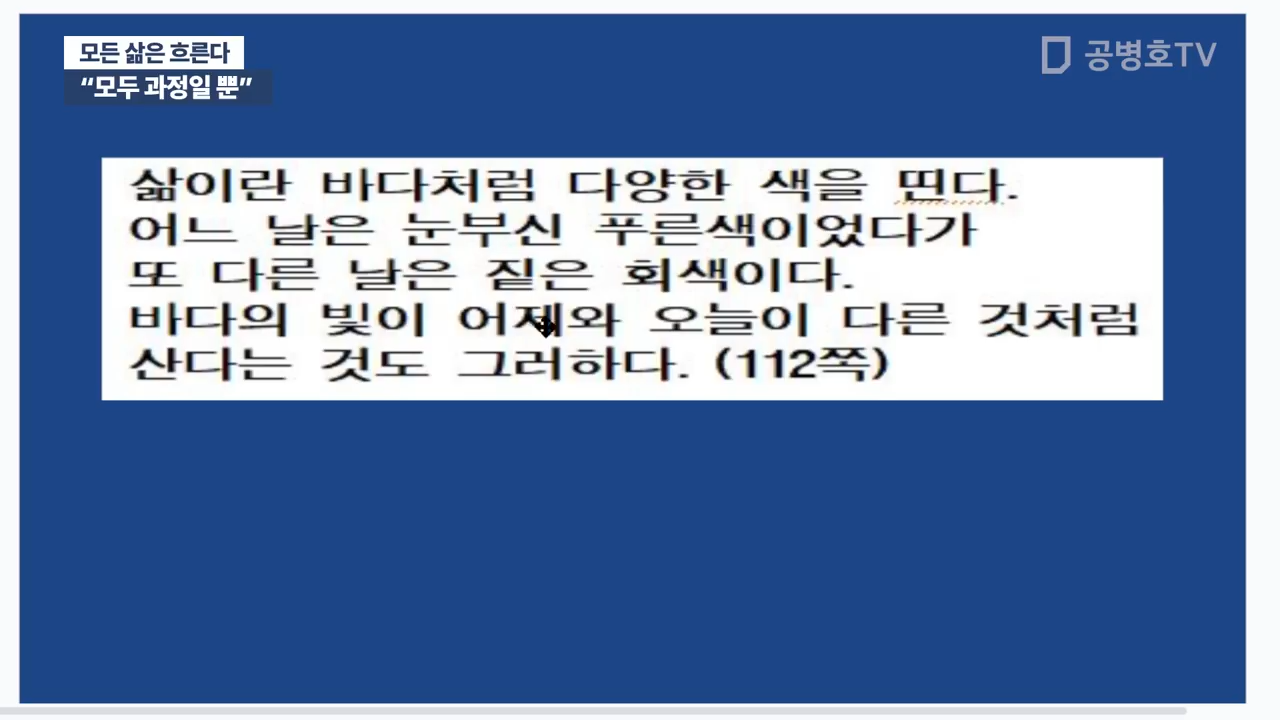 모든 삶은 흐른다
“모두 과정일 뿐”
공병호TV
삶이란 바다처럼 다양한 색을 띤다.
어느 날은 눈부신 푸른색이었다가
또 다른 날은 짙은 회색이다.
바다의 빛이 어제와 오늘이 다른 것처럼
산다는 것도 그러하다. (112쪽)